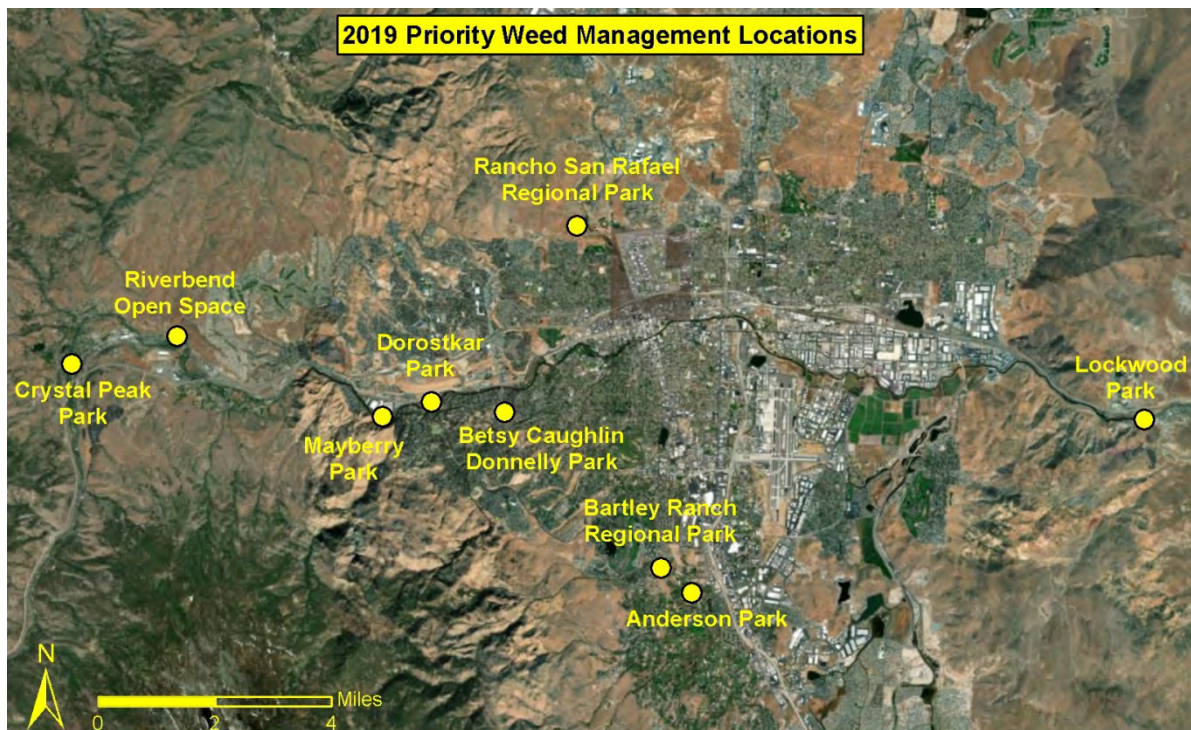 2019 Priority Weed Management Locations
Rancho San Rafael
Regional Park
Riverbend
Open Space
Dorostkar
Park
Crystal Peak
Park
Lockwood
Park
Mayberry
Park
Betsy Caughlin
Donnelly Park
Bartley Ranch
Regional Park
Anderson Park
N
Miles
0 2 4